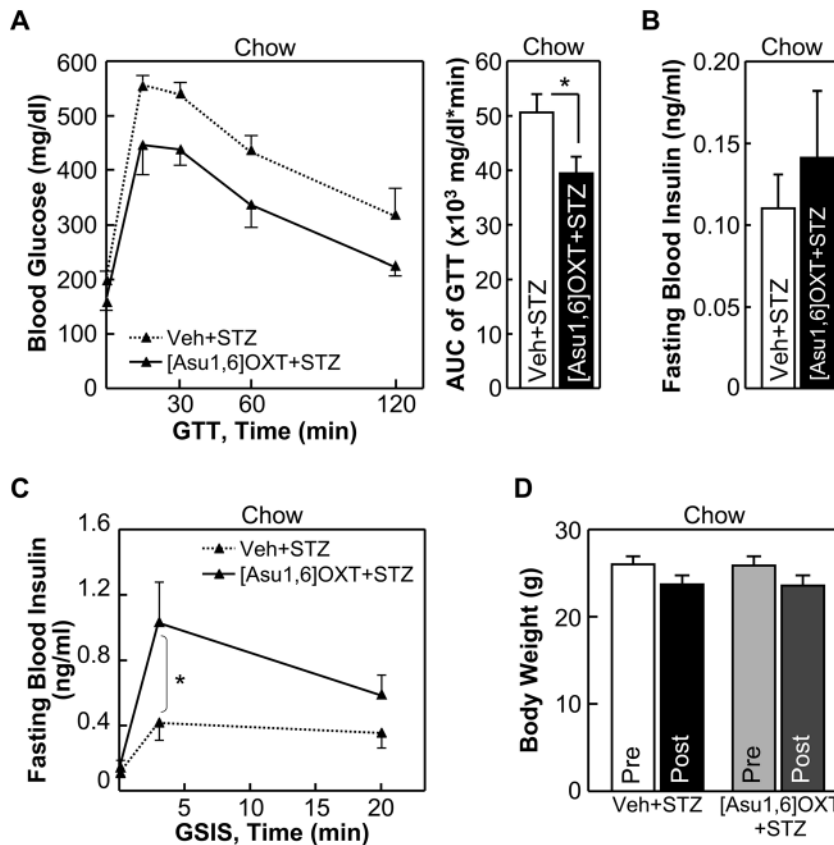 A
Chow
Blood Glucose (mg/dl)
600
500
400
300
200
100
0
30
60
120
GTT, Time (min)
Veh+STZ
[Asu1,6]OXT+STZ
Chow
AUC of GTT (x10³ mg/dl*min)
60
50
40
30
20
10
0
*
Veh+STZ
[Asu1,6]OXT+STZ
B
Chow
Fasting Blood Insulin (ng/ml)
0.20
0.15
0.10
0.05
0
Veh+STZ
[Asu1,6]OXT+STZ
C
Chow
Fasting Blood Insulin
(ng/ml)
1.6
1.2
0.8
0.4
0
5
10
15
20
GSIS, Time (min)
Veh+STZ
[Asu1,6]OXT+STZ
*
D
Chow
Body Weight (g)
30
20
10
0
Pre
Post
Pre
Post
Veh+STZ
[Asu1,6]OXT
+STZ